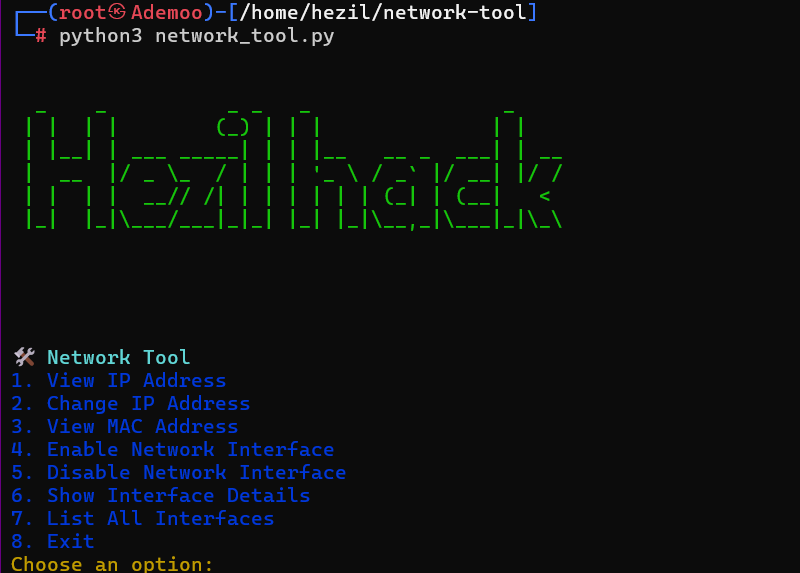 ┌──(root㉿Ademoo)-[/home/hezil/network-tool]
└─# python3 network_tool.py
Hezilhack
🛠 Network Tool
1. View IP Address
2. Change IP Address
3. View MAC Address
4. Enable Network Interface
5. Disable Network Interface
6. Show Interface Details
7. List All Interfaces
8. Exit
Choose an option: